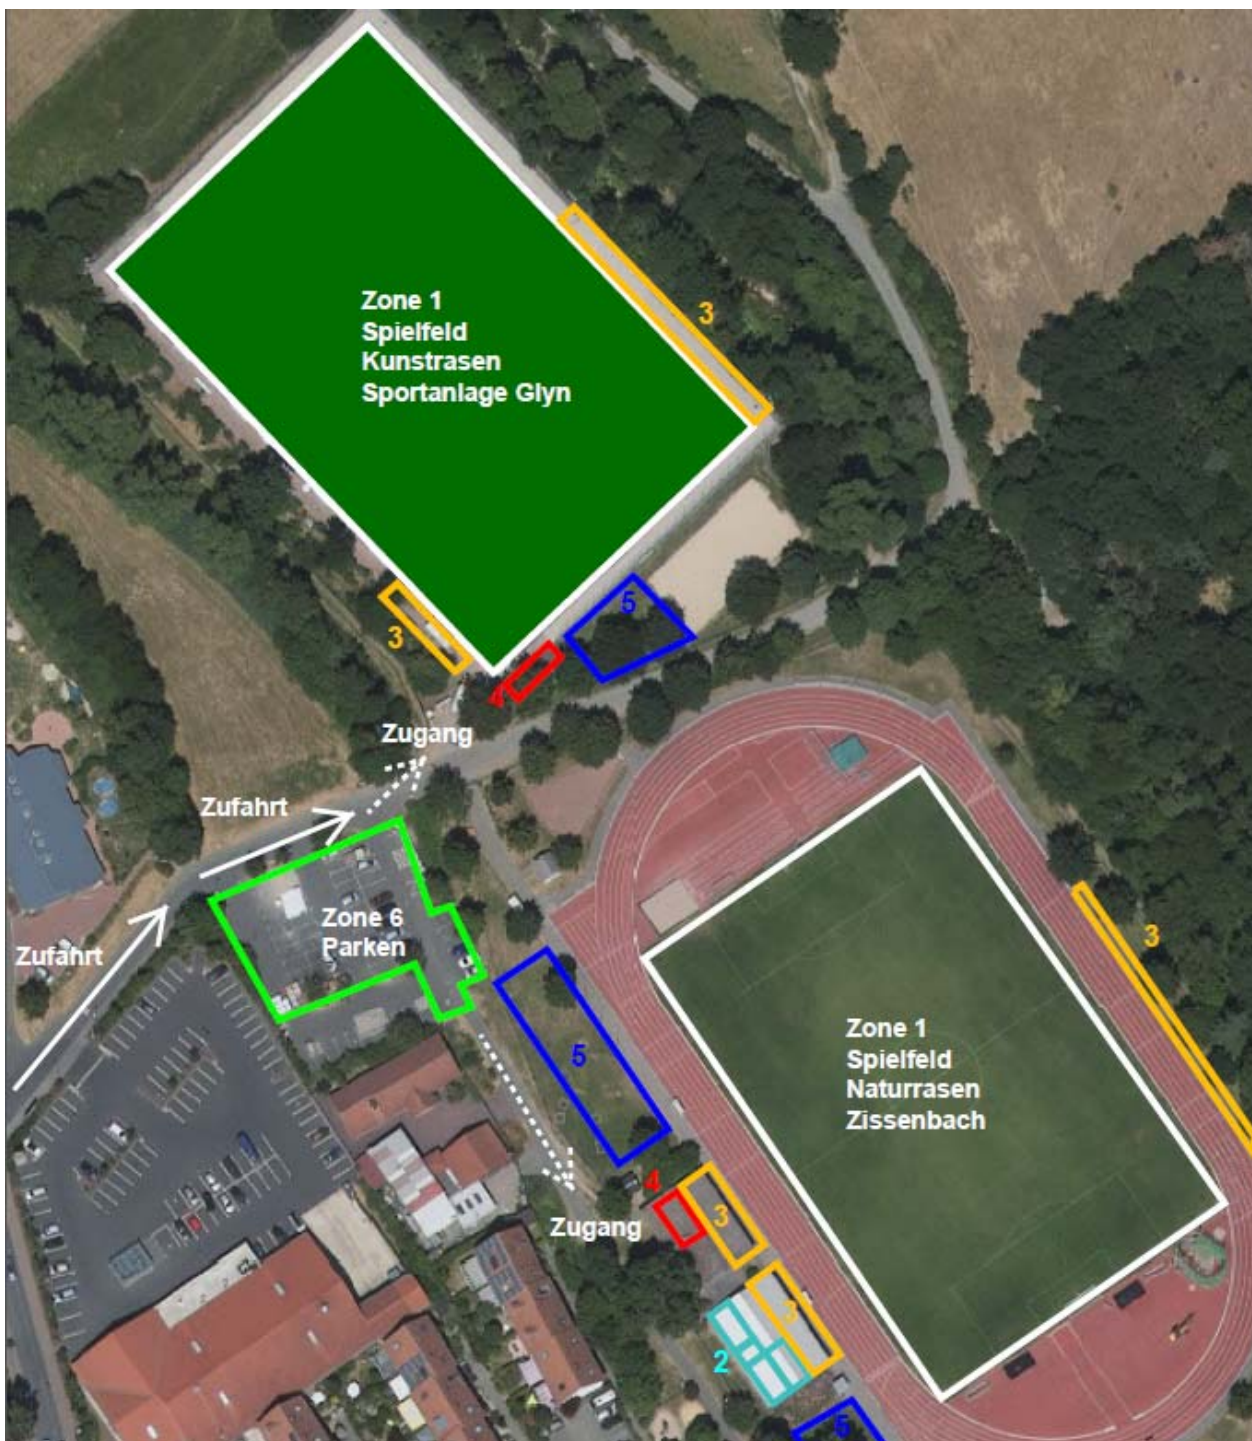 Zone 1
Spielfeld
Kunstrasen
Sportanlage Glyn
3
5
3
4
Zugang
Zufahrt
Zone 6
Parken
Zufahrt
3
Zone 1
Spielfeld
Naturrasen
Zissenbach
5
4
3
Zugang
3
2
5